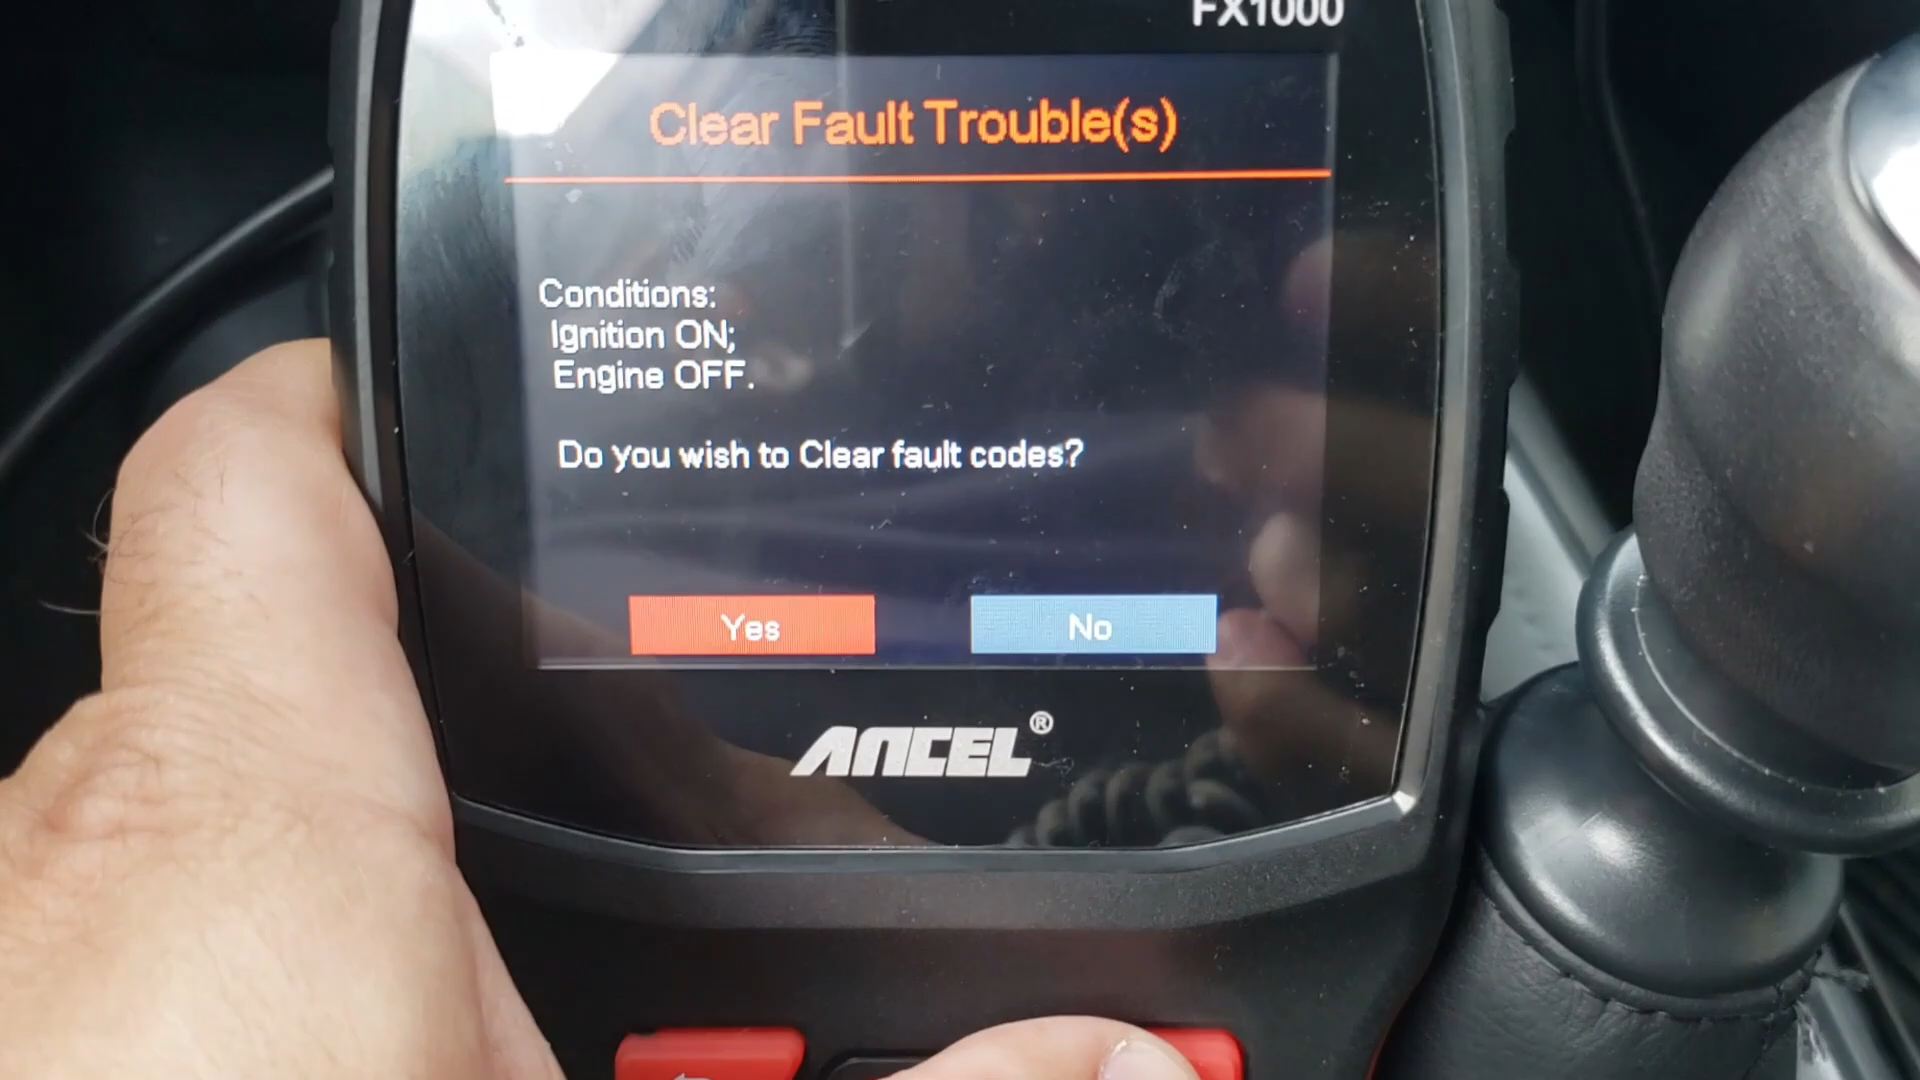 FX1000
Clear Fault Trouble(s)
Conditions:
Ignition ON;
Engine OFF.
Do you wish to Clear fault codes?
Yes
No
ANCEL®